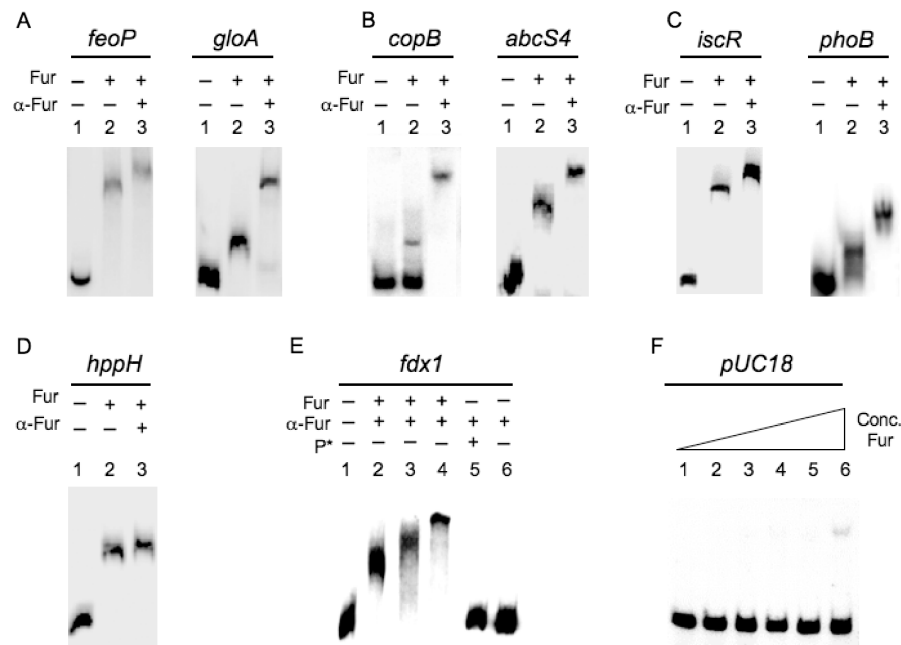 A B C
feoP gloA copB abcS4 iscR phoB
Fur – + + – + + Fur – + + – + + Fur – + + – + +
α-Fur – – + – – + α-Fur – – + – – + α-Fur – – + – – +
1 2 3 1 2 3 1 2 3 1 2 3 1 2 3 1 2 3
D E F
hppH fdx1 pUC18
Fur – + + Fur – + + + – –
α-Fur – – + α-Fur – + + + + + Conc.
P* – – – – + – Fur
1 2 3 1 2 3 4 5 6 1 2 3 4 5 6